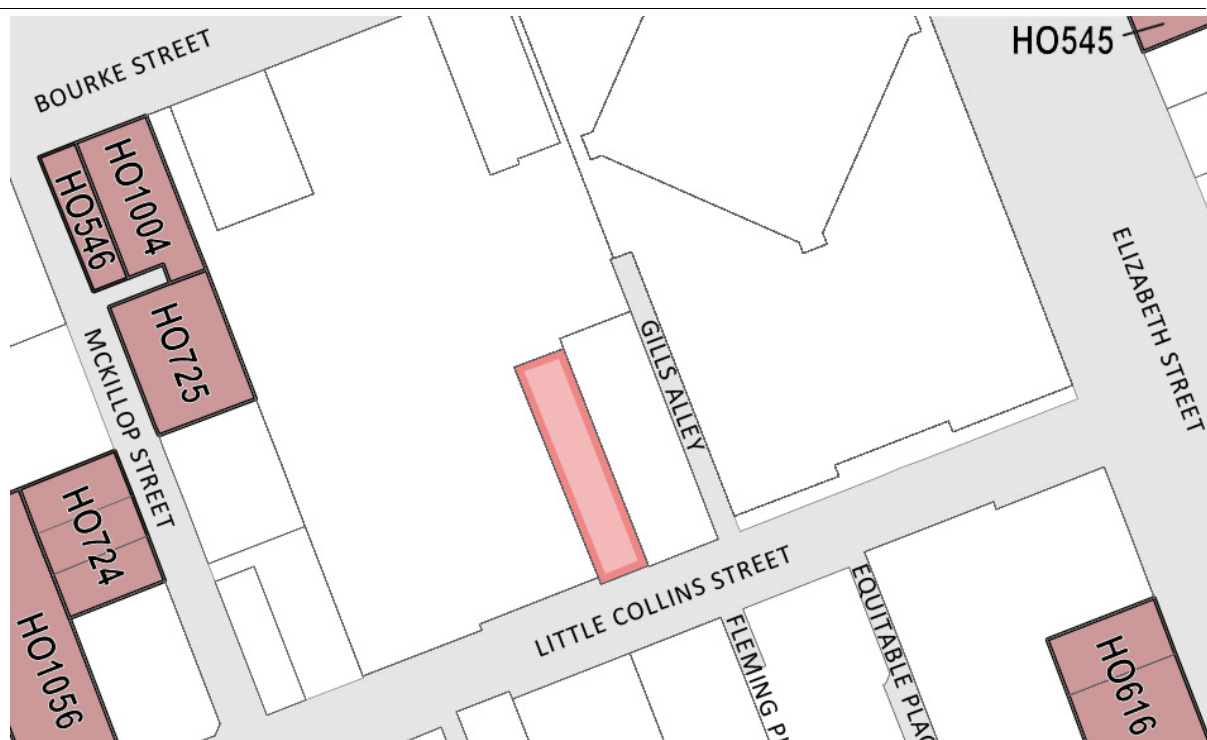 BOURKE STREET
HO545
HO1004
HO546
HO725
MCKILLOP STREET
GILLS ALLEY
ELIZABETH STREET
HO724
HO1056
LITTLE COLLINS STREET
FLEMING
EQUITABLE
HO616